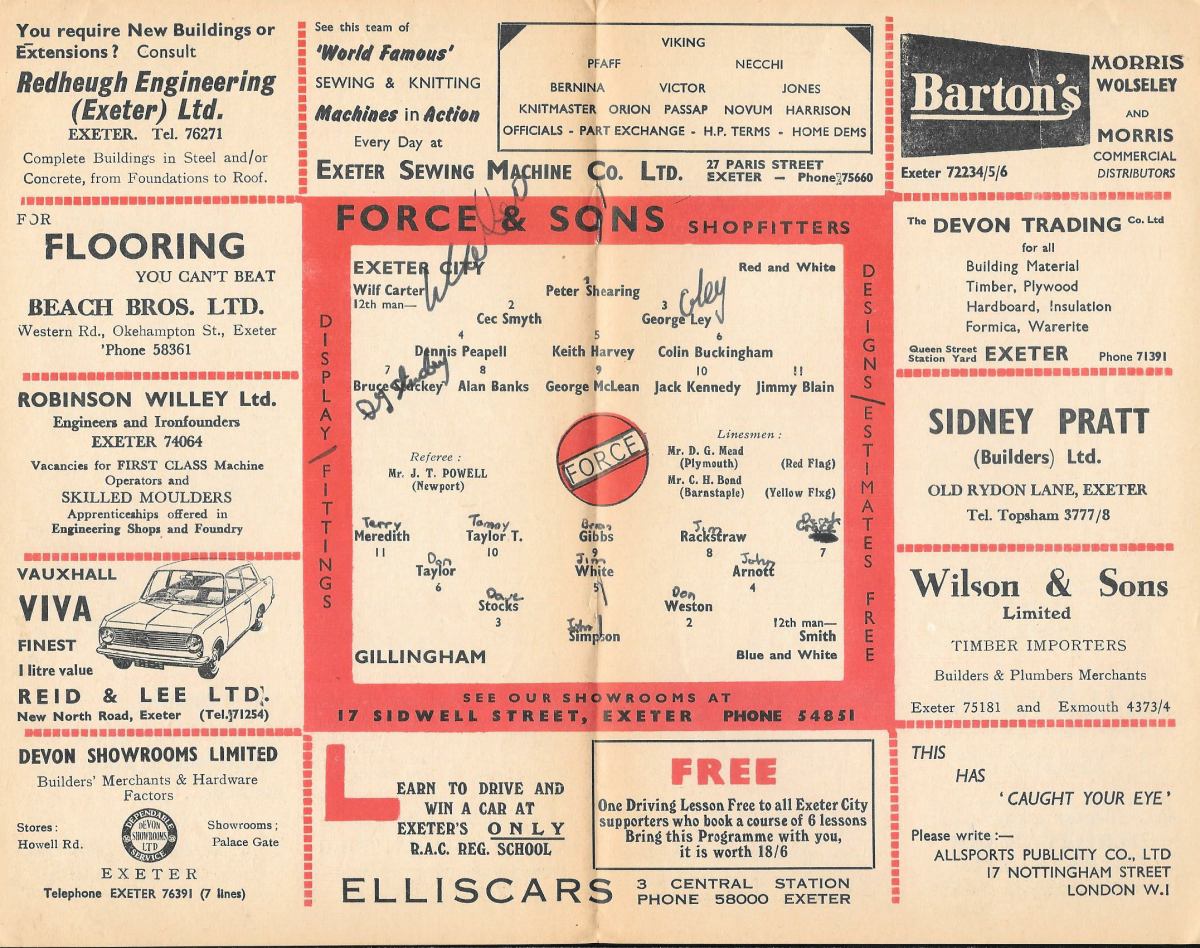 You require New Buildings or
Extensions? Consult
Redheugh Engineering
(Exeter) Ltd.
EXETER. Tel. 76271
Complete Buildings in Steel and/or
Concrete, from Foundations to Roof.
See this team of
'World Famous'
SEWING & KNITTING
Machines in Action
Every Day at
VIKING
PFAFF NECCHI
BERNINA VICTOR JONES
KNITMASTER ORION PASSAP NOVUM HARRISON
OFFICIALS - PART EXCHANGE - H.P. TERMS - HOME DEMS
EXETER SEWING MACHINE CO. LTD.
27 PARIS STREET
EXETER — Phone 75660
Barton's
Exeter 72234/5/6
MORRIS
WOLSELEY
AND
MORRIS
COMMERCIAL
DISTRIBUTORS
FOR
FLOORING
YOU CAN'T BEAT
BEACH BROS. LTD.
Western Rd., Okehampton St., Exeter
'Phone 58361
ROBINSON WILLEY Ltd.
Engineers and Ironfounders
EXETER 74064
Vacancies for FIRST CLASS Machine
Operators and
SKILLED MOULDERS
Apprenticeships offered in
Engineering Shops and Foundry
VAUXHALL
VIVA
FINEST
1 litre value
REID & LEE LTD.
New North Road, Exeter (Tel. 71254)
DEVON SHOWROOMS LIMITED
Builders' Merchants & Hardware
Factors
Stores:
Howell Rd.
DEPENDABLE
DEVON
SHOWROOMS
LTD
SERVICE
Showrooms;
Palace Gate
EXETER
Telephone EXETER 76391 (7 lines)
FORCE & SONS SHOPFITTERS
DISPLAY / FITTINGS
DESIGNS / ESTIMATES FREE
EXETER CITY Red and White
Wilf Carter
12th man—
1
Peter Shearing
2 3
Cec Smyth George Ley
G Ley
4 5 6
Dennis Peapell Keith Harvey Colin Buckingham
7 8 9 10 11
Bruce Stuckey Alan Banks George McLean Jack Kennedy Jimmy Blain
FORCE
Referee:
Mr. J. T. POWELL
(Newport)
Linesmen:
Mr. D. G. Mead
(Plymouth) (Red Flag)
Mr. C. H. Bond
(Barnstaple) (Yellow Flxg)
Terry Tommy Brian Jim Derek
Grace
Meredith Taylor T. Gibbs Rackstraw
11 10 9 8 7
Don Jim John
Taylor White Arnott
6 5 4
Dave Don
Stocks Weston
3 2
John 1
Simpson
12th man—
Smith
GILLINGHAM Blue and White
SEE OUR SHOWROOMS AT
17 SIDWELL STREET, EXETER PHONE 54851
LEARN TO DRIVE AND
WIN A CAR AT
EXETER'S ONLY
R.A.C. REG. SCHOOL
FREE
One Driving Lesson Free to all Exeter City
supporters who book a course of 6 lessons
Bring this Programme with you,
it is worth 18/6
ELLISCARS
3 CENTRAL STATION
PHONE 58000 EXETER
The DEVON TRADING Co. Ltd
for all
Building Material
Timber, Plywood
Hardboard, Insulation
Formica, Warerite
Queen Street
Station Yard EXETER Phone 71391
SIDNEY PRATT
(Builders) Ltd.
OLD RYDON LANE, EXETER
Tel. Topsham 3777/8
Wilson & Sons
Limited
TIMBER IMPORTERS
Builders & Plumbers Merchants
Exeter 75181 and Exmouth 4373/4
THIS
HAS
'CAUGHT YOUR EYE'
Please write :—
ALLSPORTS PUBLICITY CO., LTD
17 NOTTINGHAM STREET
LONDON W.1